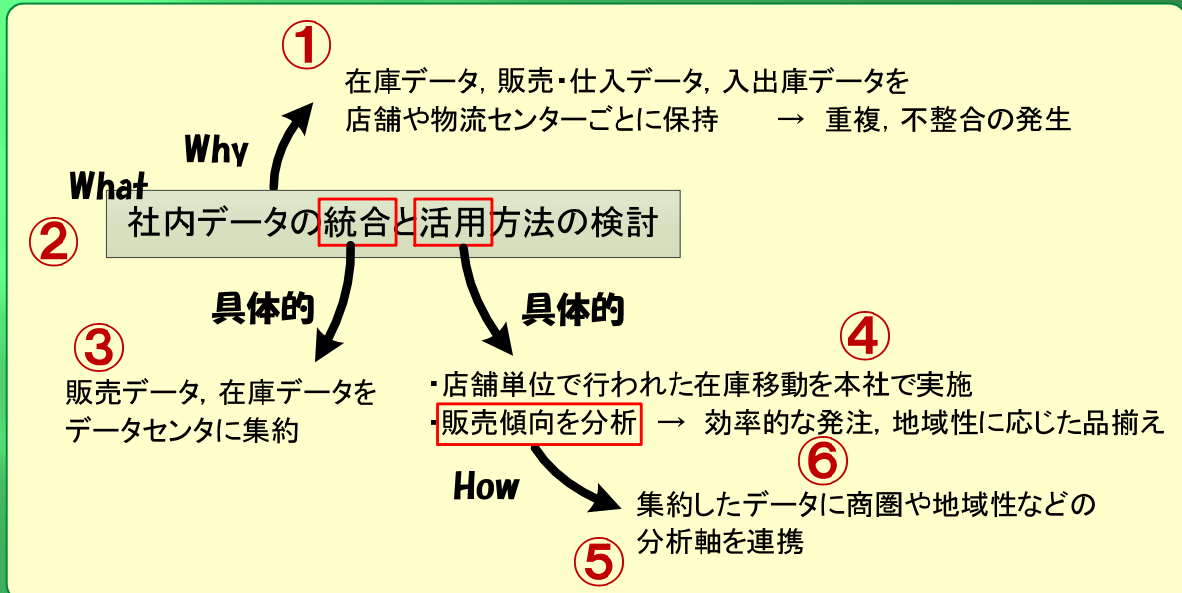 ①
在庫データ，販売・仕入データ，入出庫データを
店舗や物流センターごとに保持　→　重複，不整合の発生
Why
What
② 社内データの統合と活用方法の検討
具体的
具体的
③
販売データ，在庫データを
データセンタに集約
④
・店舗単位で行われた在庫移動を本社で実施
・販売傾向を分析　→　効率的な発注，地域性に応じた品揃え
⑥
How
集約したデータに商圏や地域性などの
分析軸を連携
⑤